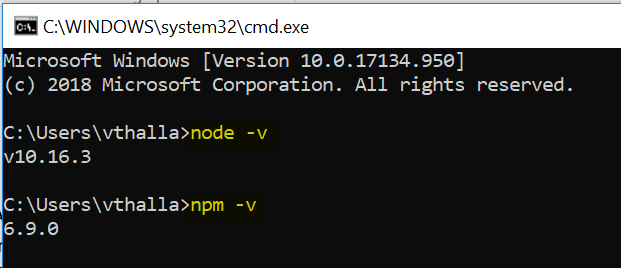 C:\WINDOWS\system32\cmd.exe
Microsoft Windows [Version 10.0.17134.950]
(c) 2018 Microsoft Corporation. All rights reserved.
C:\Users\vthalla>node -v
v10.16.3
C:\Users\vthalla>npm -v
6.9.0